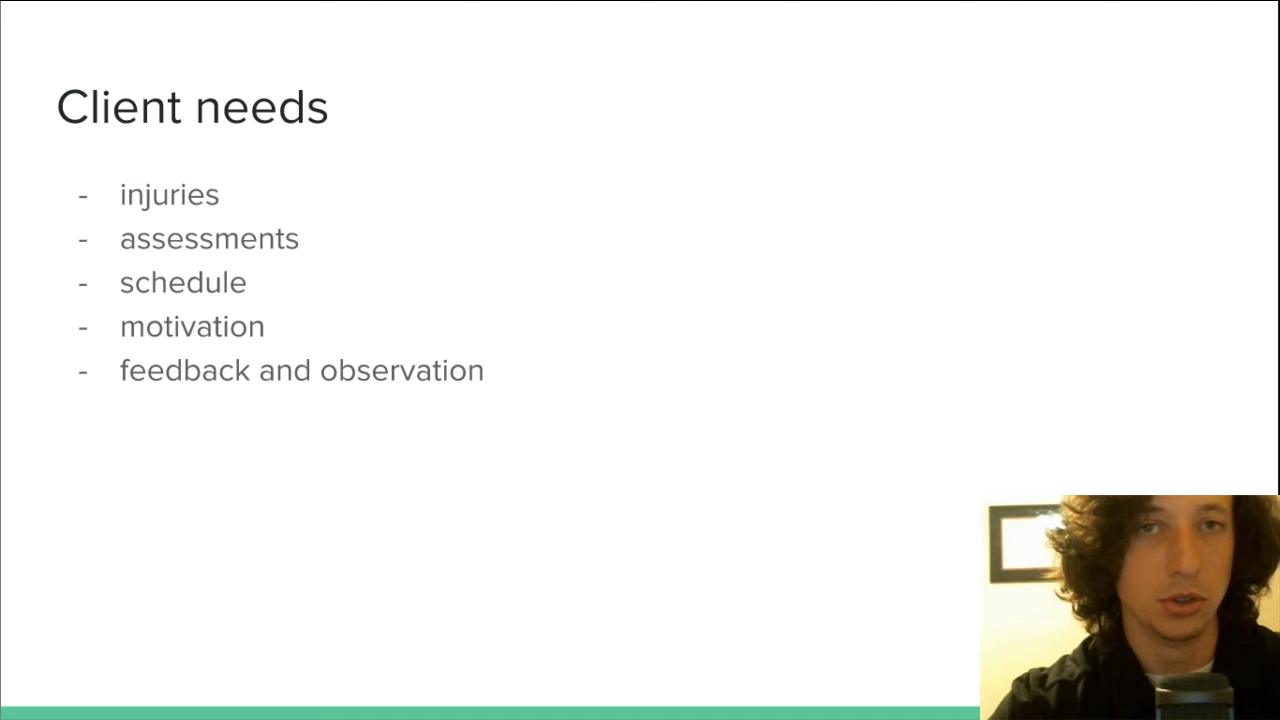 Client needs
- injuries
- assessments
- schedule
- motivation
- feedback and observation